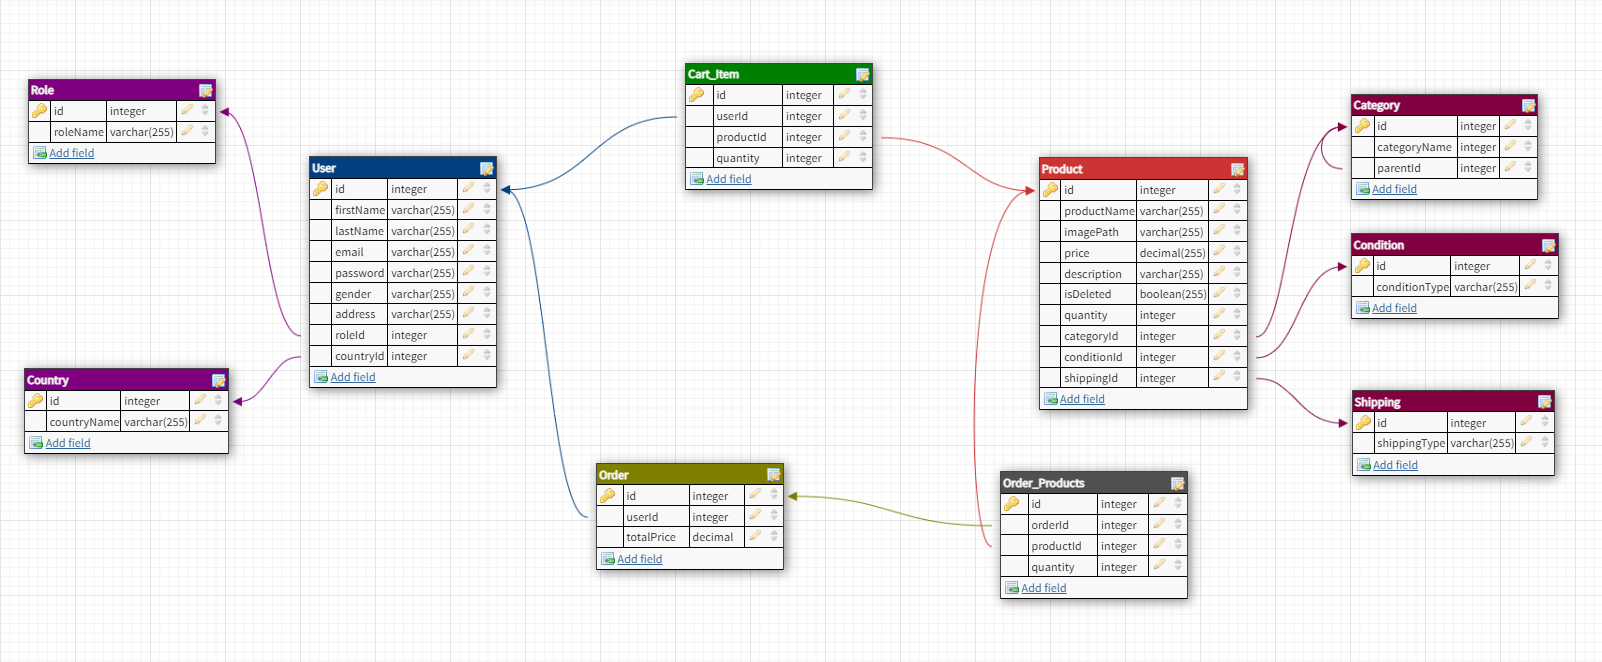 Role
id integer
roleName varchar(255)
Add field
Country
id integer
countryName varchar(255)
Add field
User
id integer
firstName varchar(255)
lastName varchar(255)
email varchar(255)
password varchar(255)
gender varchar(255)
address varchar(255)
roleId integer
countryId integer
Add field
Cart_Item
id integer
userId integer
productId integer
quantity integer
Add field
Order
id integer
userId integer
totalPrice decimal
Add field
Product
id integer
productName varchar(255)
imagePath varchar(255)
price decimal(255)
description varchar(255)
isDeleted boolean(255)
quantity integer
categoryId integer
conditionId integer
shippingId integer
Add field
Order_Products
id integer
orderId integer
productId integer
quantity integer
Add field
Category
id integer
categoryName integer
parentId integer
Add field
Condition
id integer
conditionType varchar(255)
Add field
Shipping
id integer
shippingType varchar(255)
Add field